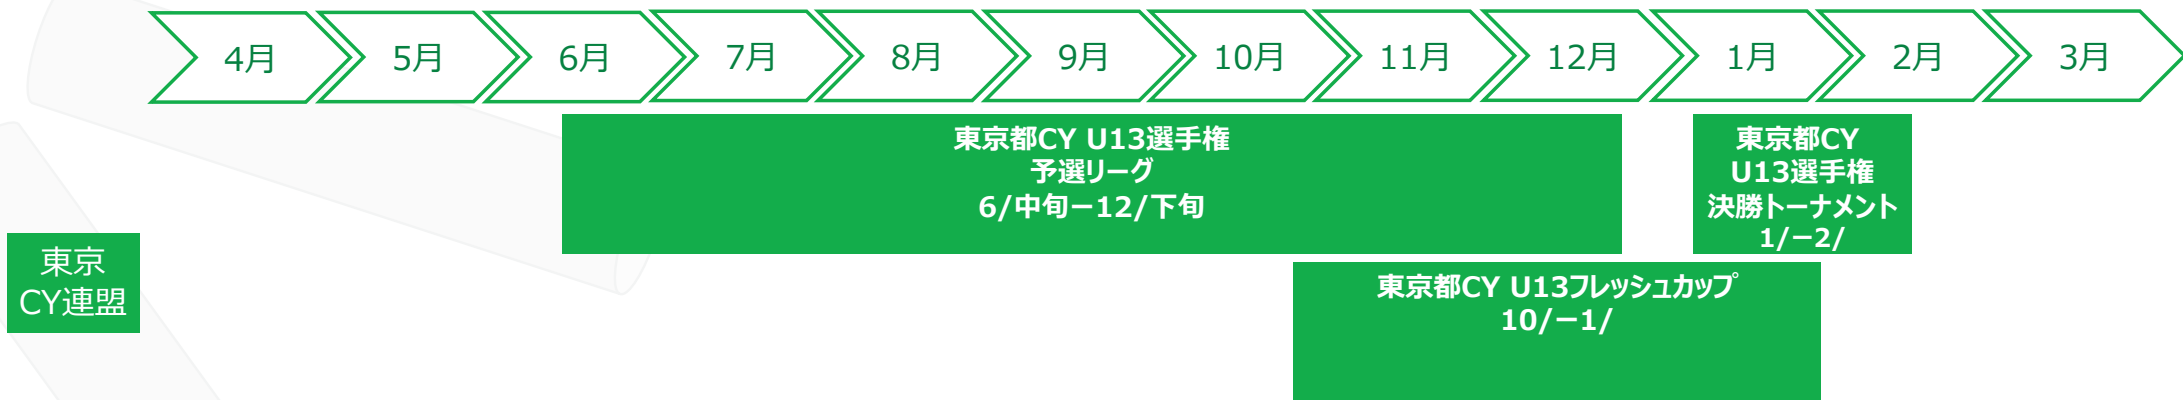 4月 5月 6月 7月 8月 9月 10月 11月 12月 1月 2月 3月
東京都CY U13選手権
予選リーグ
6/中旬ー12/下旬
東京都CY
U13選手権
決勝トーナメント
1/ー2/
東京
CY連盟
東京都CY U13フレッシュカップ
10/ー1/